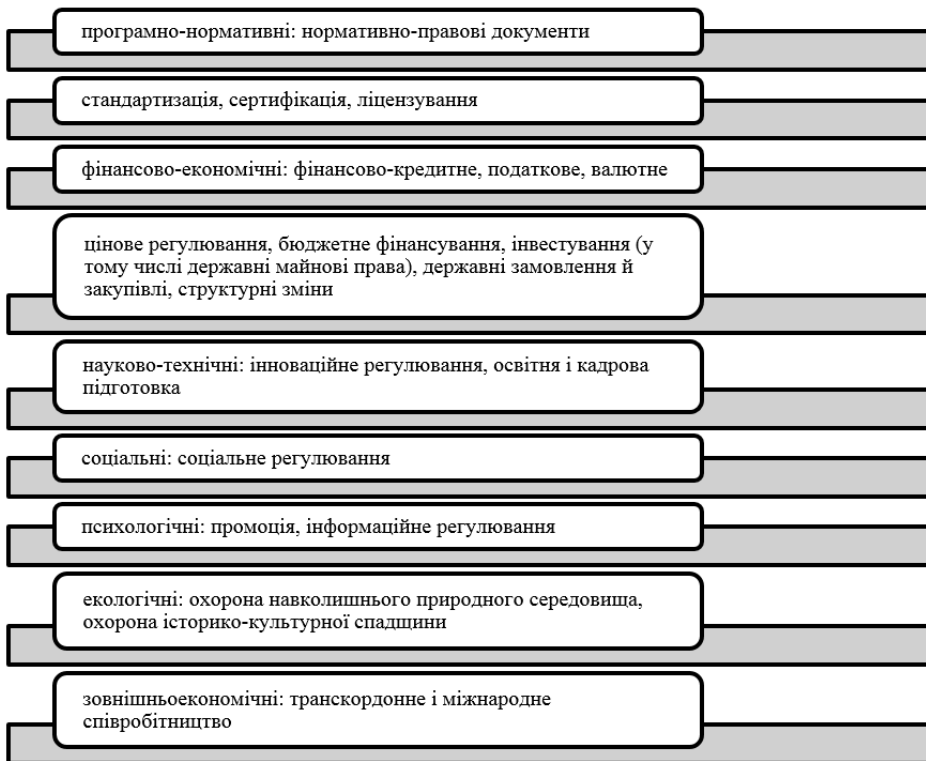 програмно-нормативні: нормативно-правові документи
стандартизація, сертифікація, ліцензування
фінансово-економічні: фінансово-кредитне, податкове, валютне
цінове регулювання, бюджетне фінансування, інвестування (у
тому числі державні майнові права), державні замовлення й
закупівлі, структурні зміни
науково-технічні: інноваційне регулювання, освітня і кадрова
підготовка
соціальні: соціальне регулювання
психологічні: промоція, інформаційне регулювання
екологічні: охорона навколишнього природного середовища,
охорона історико-культурної спадщини
зовнішньоекономічні: транскордонне і міжнародне
співробітництво